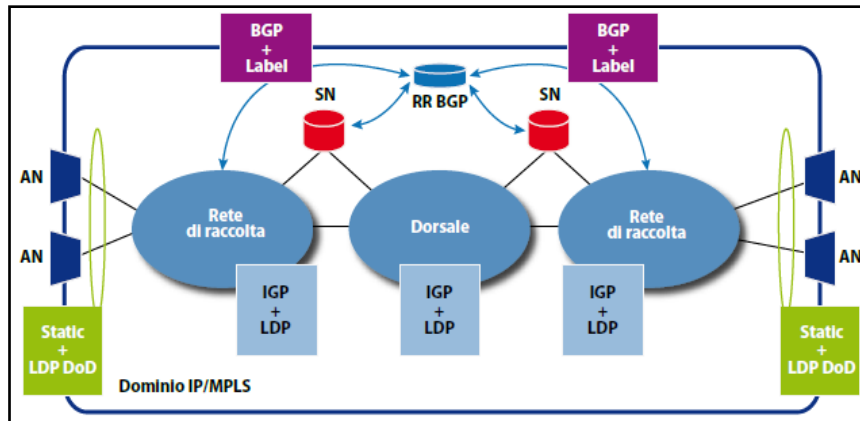 BGP
+
Label
BGP
+
Label
SN
RR BGP
SN
AN
AN
Rete
di raccolta
Dorsale
Rete
di raccolta
AN
AN
IGP
+
LDP
IGP
+
LDP
IGP
+
LDP
Static
+
LDP DoD
Static
+
LDP DoD
Dominio IP/MPLS